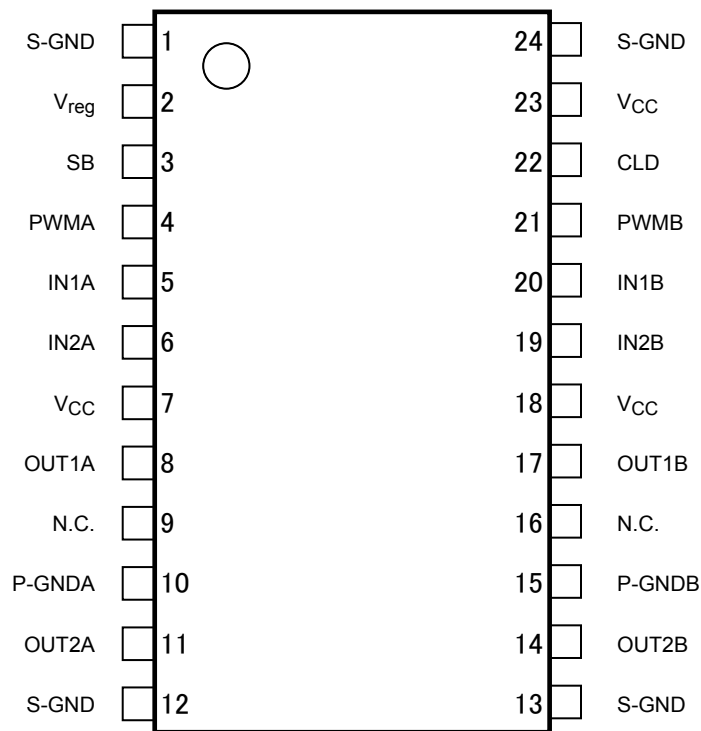 S-GND 1 24 S-GND
Vreg 2 23 VCC
SB 3 22 CLD
PWMA 4 21 PWMB
IN1A 5 20 IN1B
IN2A 6 19 IN2B
VCC 7 18 VCC
OUT1A 8 17 OUT1B
N.C. 9 16 N.C.
P-GNDA 10 15 P-GNDB
OUT2A 11 14 OUT2B
S-GND 12 13 S-GND